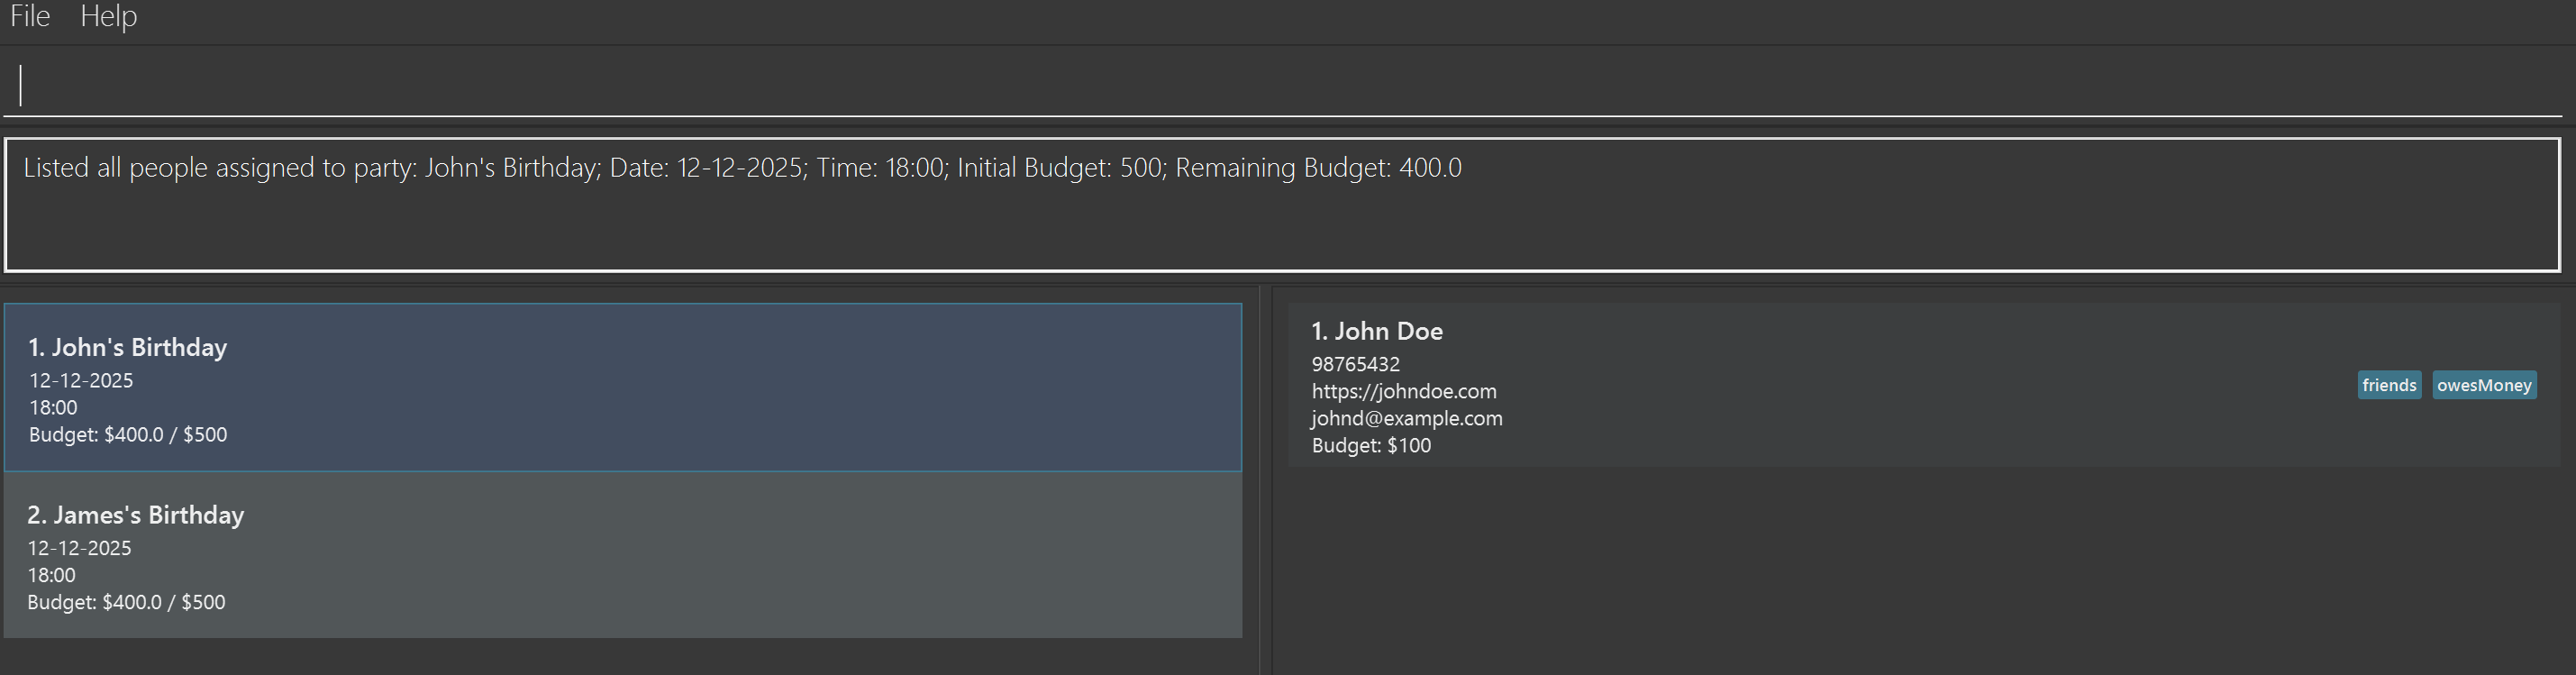 File Help
Listed all people assigned to party: John's Birthday; Date: 12-12-2025; Time: 18:00; Initial Budget: 500; Remaining Budget: 400.0
1. John's Birthday
12-12-2025
18:00
Budget: $400.0 / $500
2. James's Birthday
12-12-2025
18:00
Budget: $400.0 / $500
1. John Doe
98765432
https://johndoe.com
johnd@example.com
Budget: $100
friends owesMoney